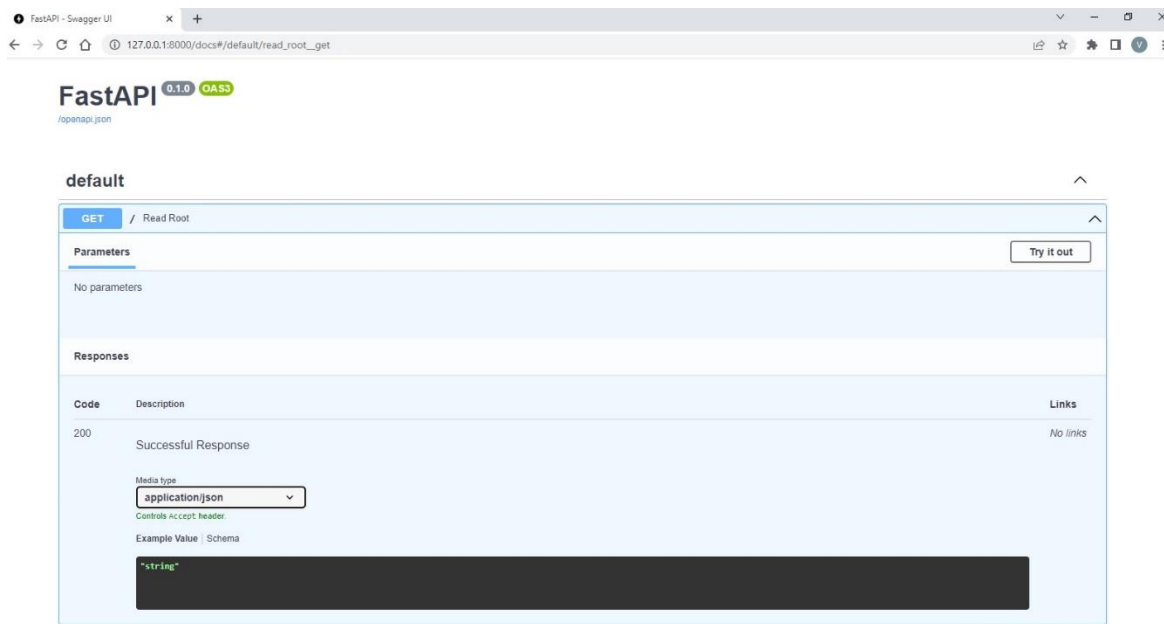 FastAPI - Swagger UI
127.0.0.1:8000/docs#/default/read_root__get
V
FastAPI 0.1.0 OAS3
/openapi.json
default
GET / Read Root
Parameters
Try it out
No parameters
Responses
Code Description Links
200 Successful Response No links
Media type
application/json
Controls Accept header.
Example Value | Schema
"string"